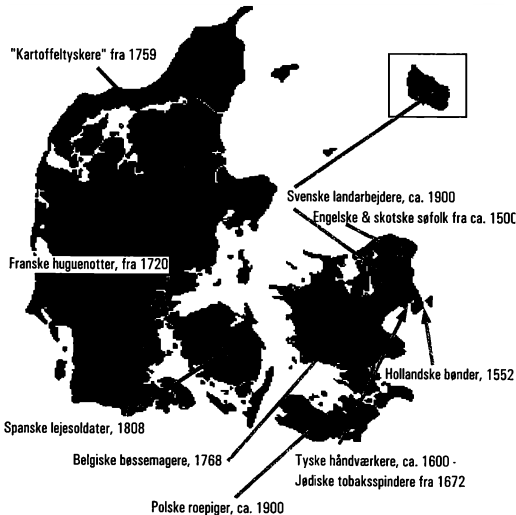 "Kartoffeltyskere" fra 1759
Svenske landarbejdere, ca. 1900
Engelske & skotske søfolk fra ca. 1500
Franske huguenotter, fra 1720
Hollandske bønder, 1552
Spanske lejesoldater, 1808
Belgiske bøssemagere, 1768
Tyske håndværkere, ca. 1600 -
Jødiske tobaksspindere fra 1672
Polske roepiger, ca. 1900